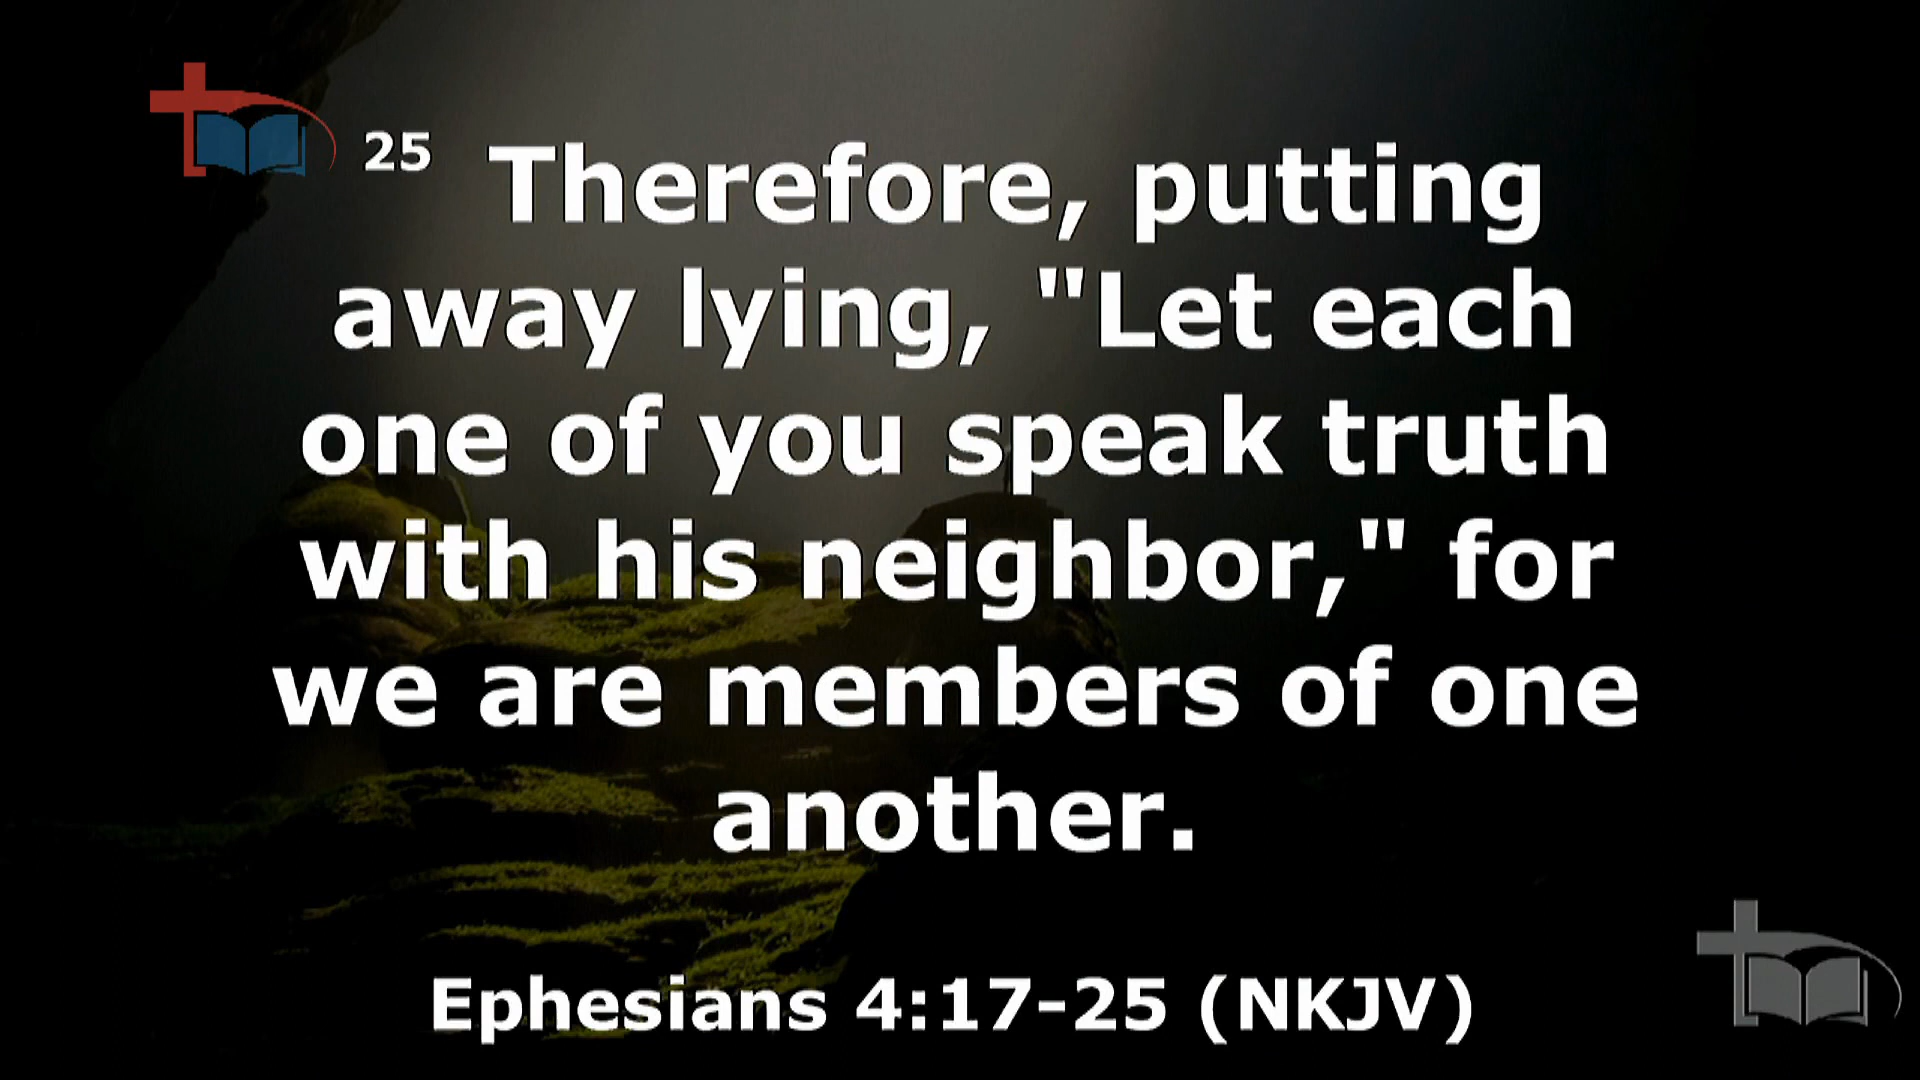 25 Therefore, putting
away lying, "Let each
one of you speak truth
with his neighbor," for
we are members of one
another.
Ephesians 4:17-25 (NKJV)